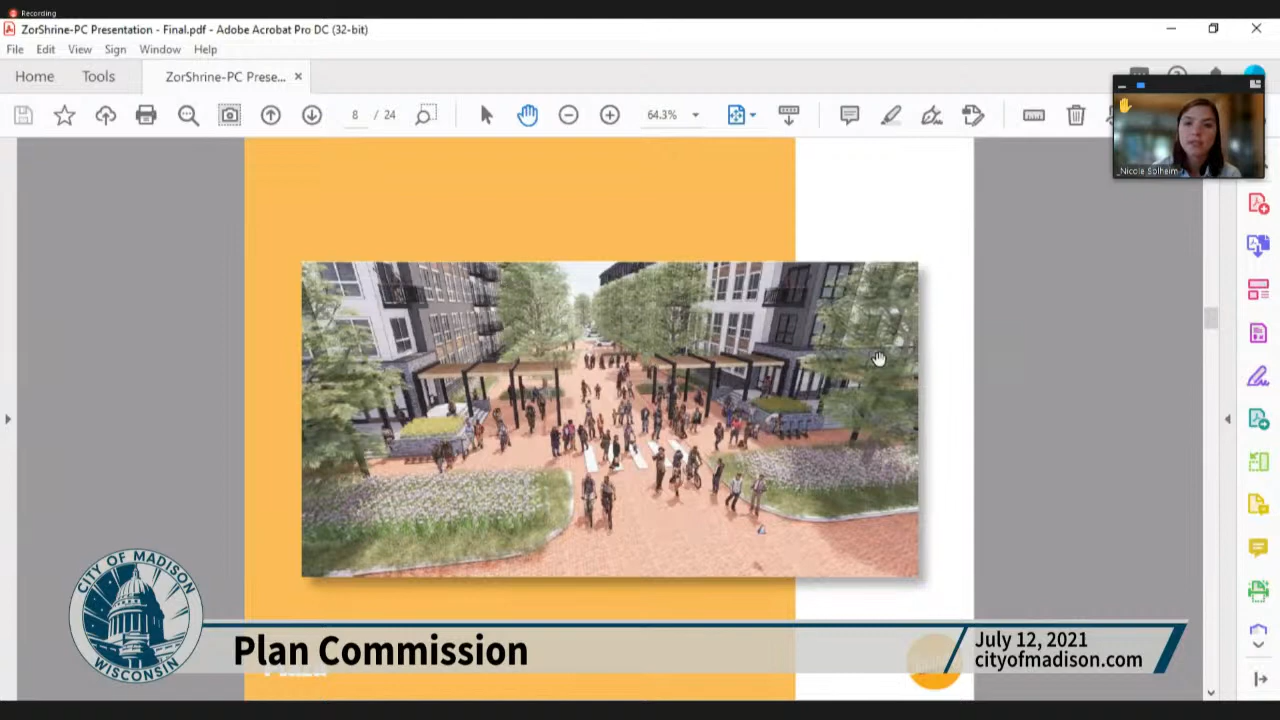 Recording
ZorShrine-PC Presentation - Final.pdf - Adobe Acrobat Pro DC (32-bit)
File Edit View Sign Window Help
Home Tools ZorShrine-PC Prese... ×
8 / 24 64.3%
_Nicole Solheim
CITY OF MADISON
WISCONSIN
Plan Commission
July 12, 2021
cityofmadison.com